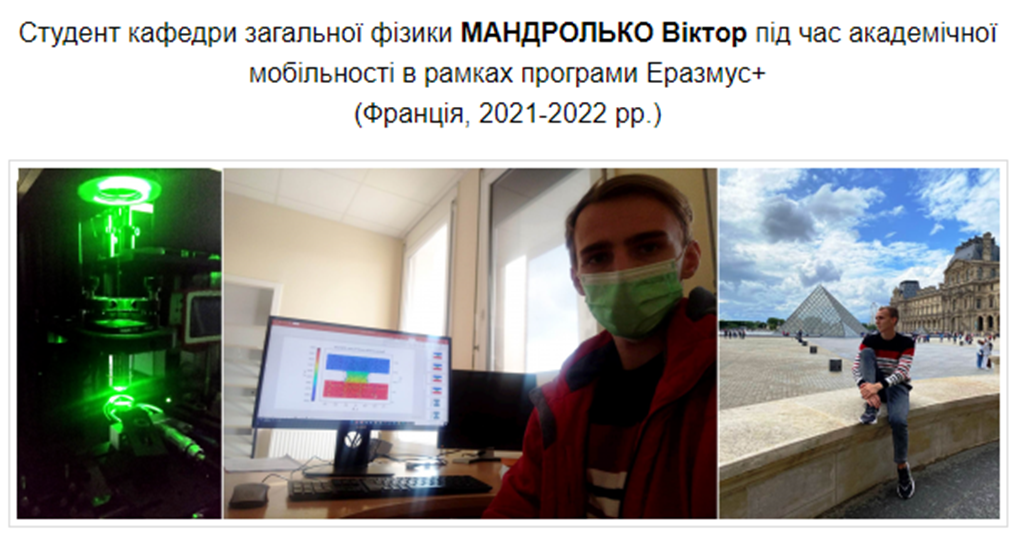 Студент кафедри загальної фізики МАНДРОЛЬКО Віктор під час академічної
мобільності в рамках програми Еразмус+
(Франція, 2021-2022 рр.)